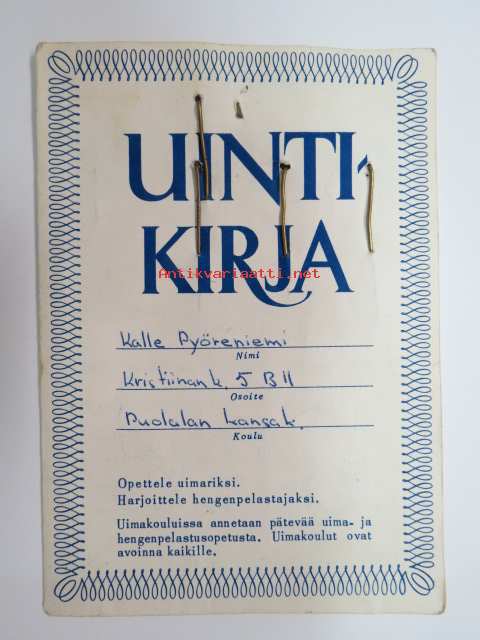 UINTI-
KIRJA
Antikvariaatti.net
Kalle Pyöreniemi
Nimi
Kristiinank. 5 B 11
Osoite
Puolalan kansak.
Koulu
Opettele uimariksi.
Harjoittele hengenpelastajaksi.
Uimakouluissa annetaan pätevää uima- ja
hengenpelastusopetusta. Uimakoulut ovat
avoinna kaikille.